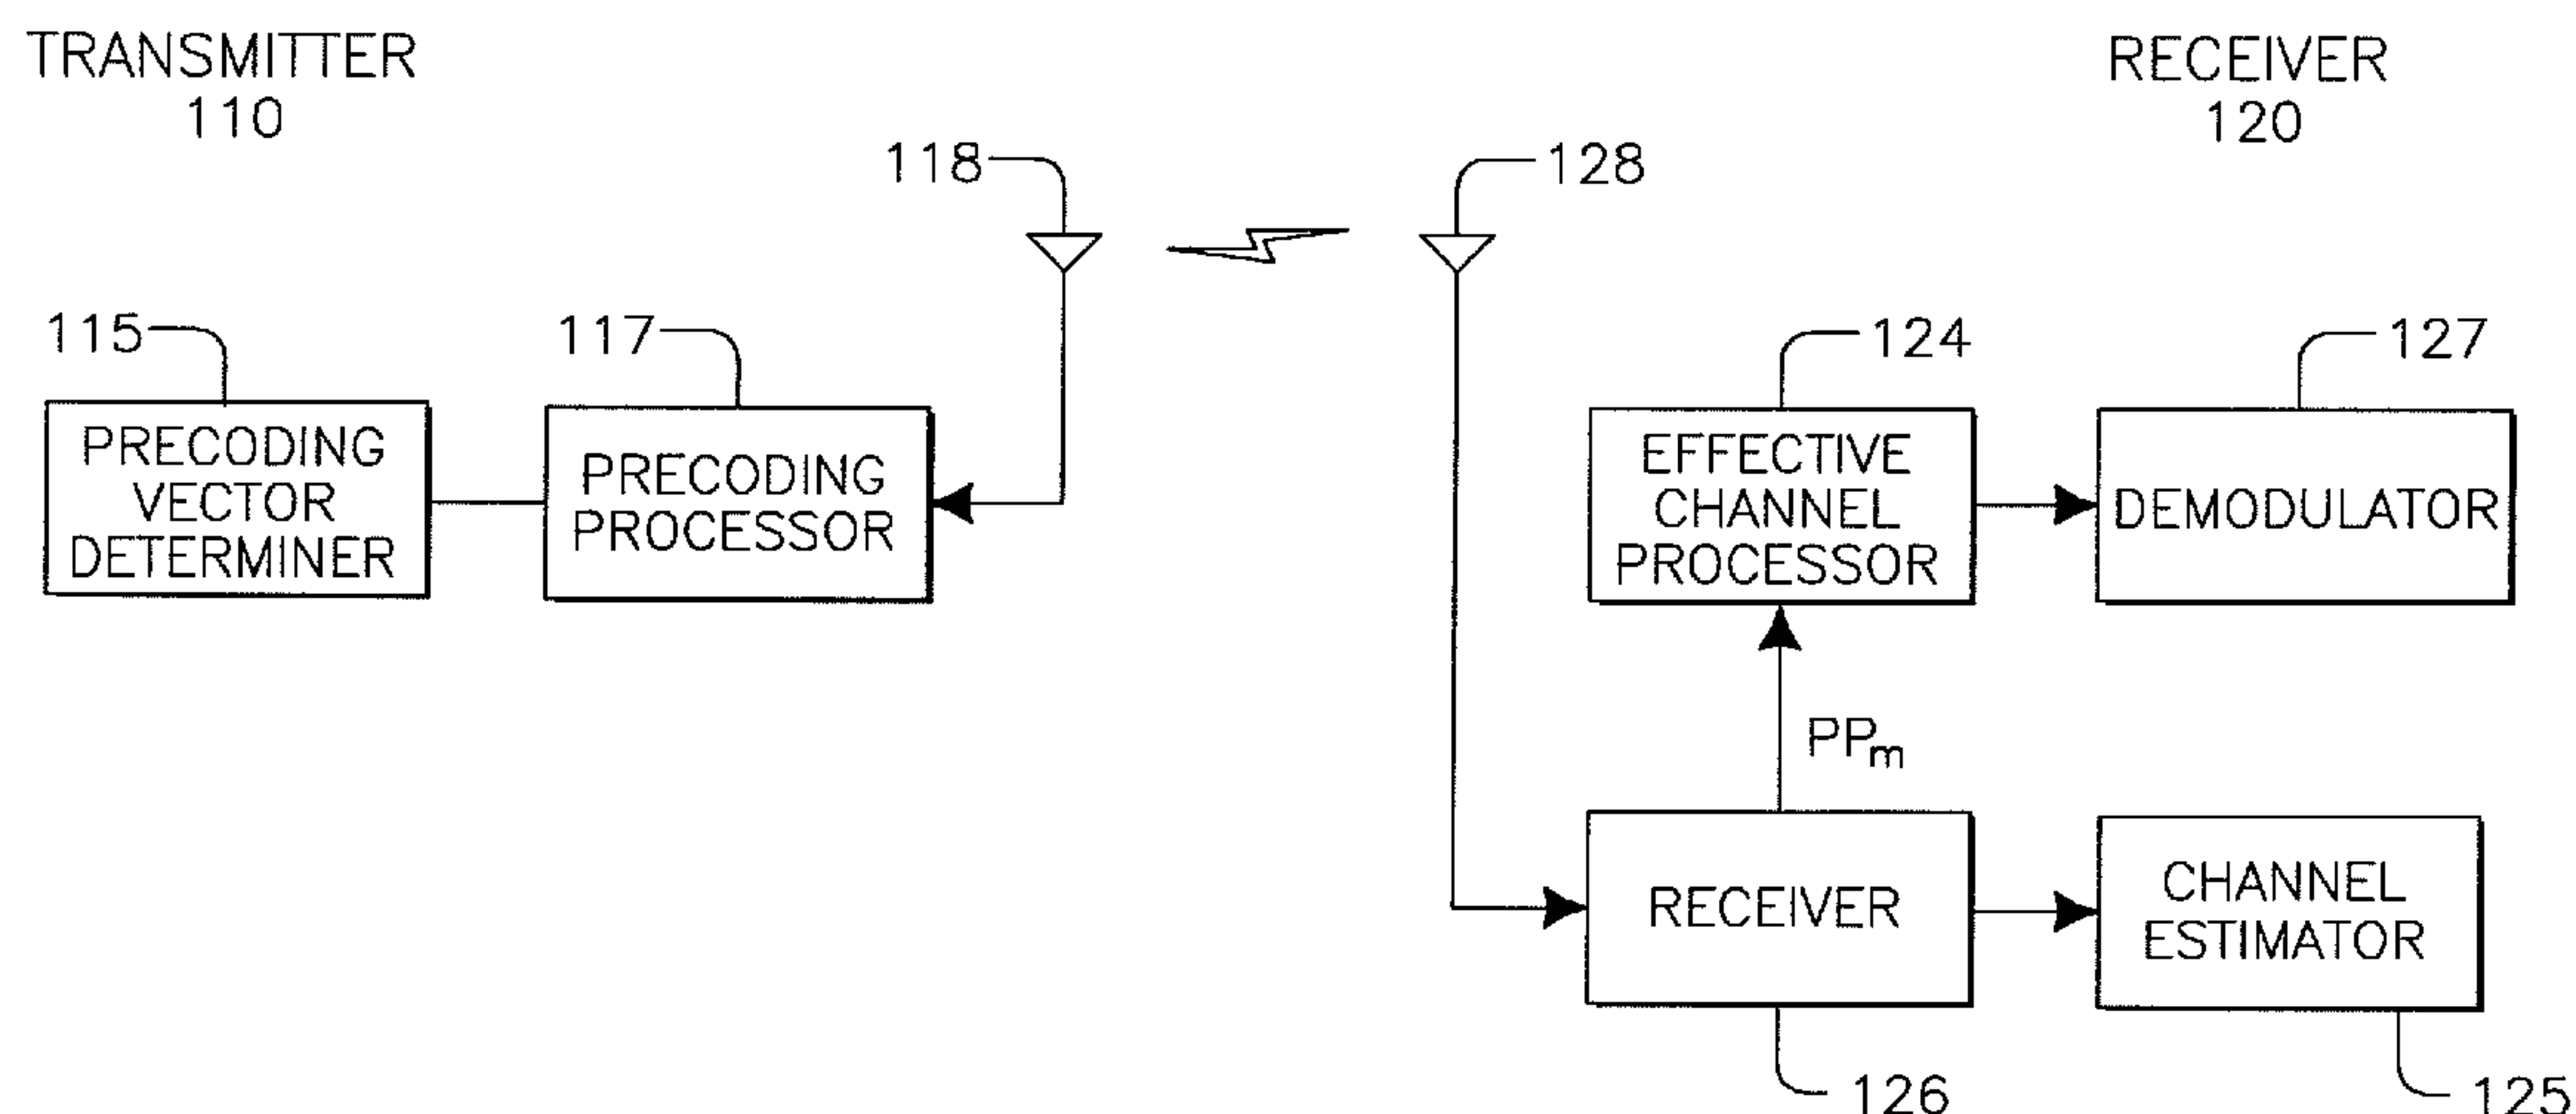 TRANSMITTER
110
RECEIVER
120
118
128
115
117
124
127
PRECODING
VECTOR
DETERMINER
PRECODING
PROCESSOR
EFFECTIVE
CHANNEL
PROCESSOR
DEMODULATOR
PPm
RECEIVER
CHANNEL
ESTIMATOR
126
125